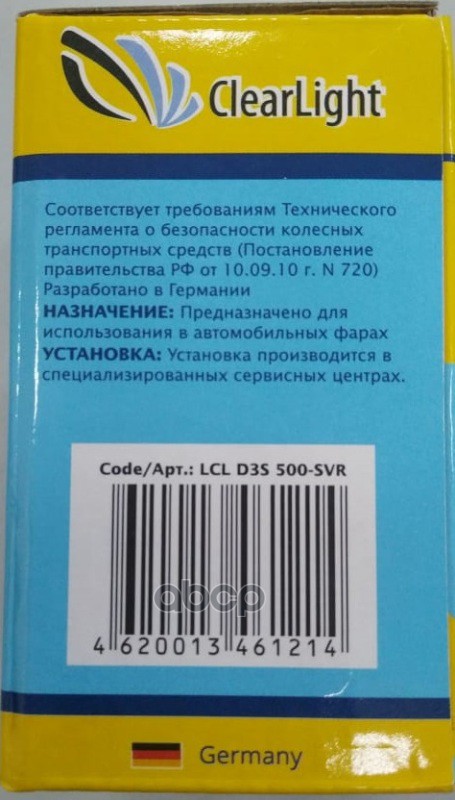 ClearLight
Соответствует требованиям Технического
регламента о безопасности колесных
транспортных средств (Постановление
правительства РФ от 10.09.10 г. N 720)
Разработано в Германии
НАЗНАЧЕНИЕ: Предназначено для
использования в автомобильных фарах
УСТАНОВКА: Установка производится в
специализированных сервисных центрах.
Code/Арт.: LCL D3S 500-SVR
abcp
4 620013 461214
Germany